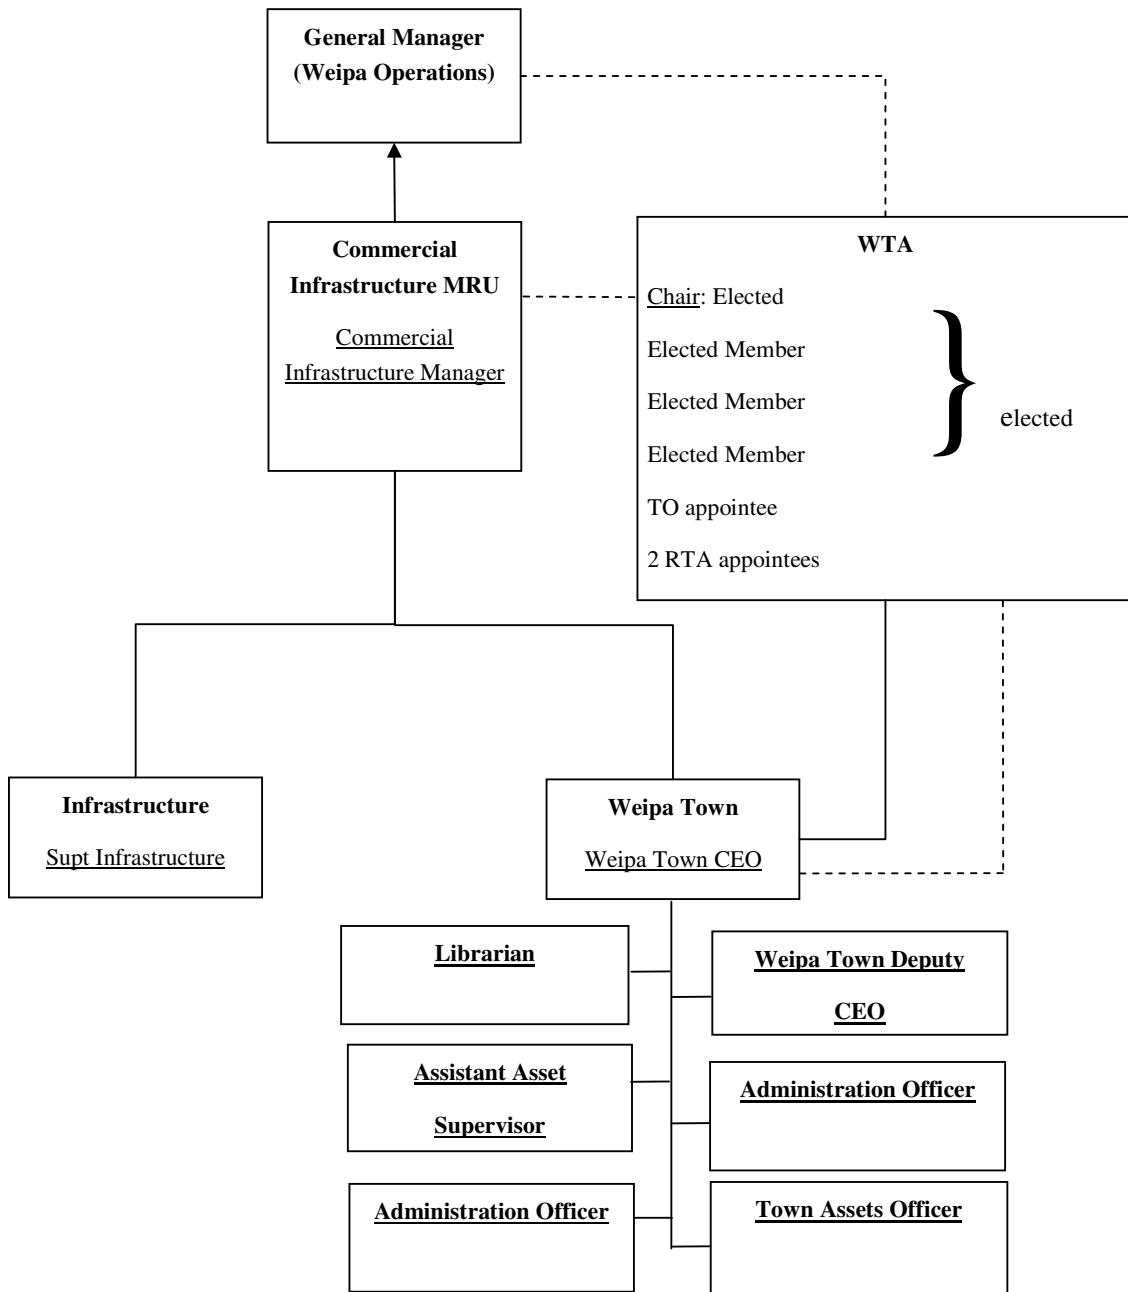 General Manager
(Weipa Operations)
Commercial
Infrastructure MRU
Commercial
Infrastructure Manager
WTA
Chair: Elected
Elected Member
Elected Member
Elected Member
TO appointee
2 RTA appointees
elected
Infrastructure
Supt Infrastructure
Weipa Town
Weipa Town CEO
Librarian
Weipa Town Deputy
CEO
Assistant Asset
Supervisor
Administration Officer
Administration Officer
Town Assets Officer